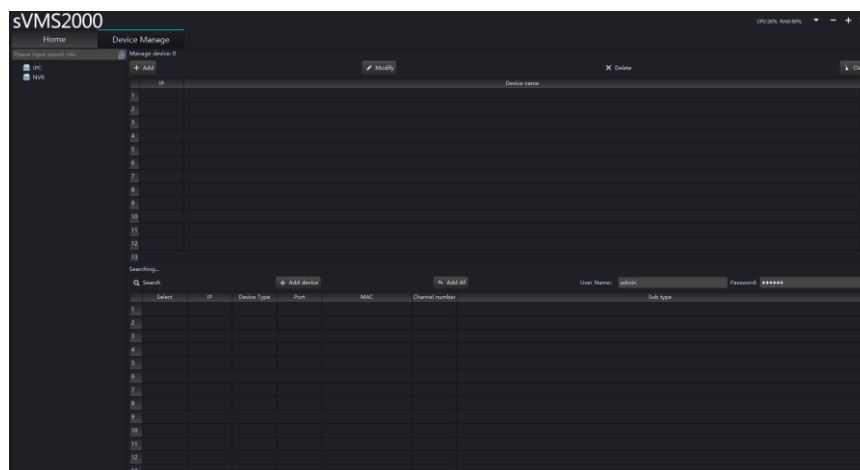 sVMS2000
CPU:26% RAM:66%
Home Device Manage
Please input search info
Manage device: 0
IPC
NVR
+ Add Modify Delete
IP Device name
1
2
3
4
5
6
7
8
9
10
11
12
13
Searching...
Search + Add device Add All User Name: admin Password: ●●●●●●
Select IP Device Type Port MAC Channel number Sub type
1
2
3
4
5
6
7
8
9
10
11
12